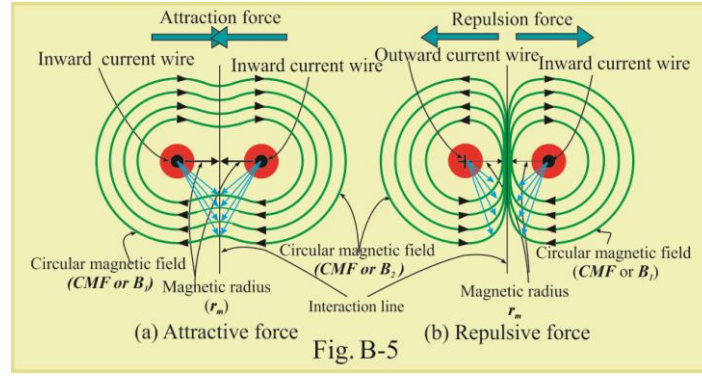 Attraction force
Inward current wire
Inward current wire
Circular magnetic field
(CMF or B₁)
Magnetic radius
(rₘ)
Circular magnetic field
(CMF or B₂ )
Interaction line
(a) Attractive force
Repulsion force
Outward current wire
Inward current wire
Magnetic radius
rₘ
Circular magnetic field
(CMF or B₁)
(b) Repulsive force
Fig. B-5